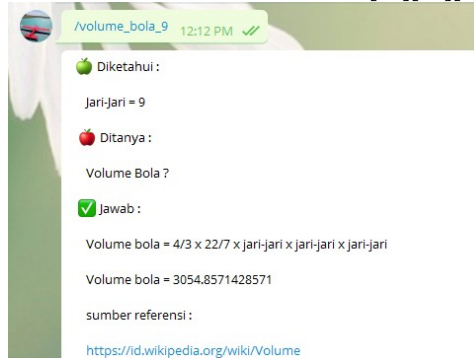 /volume_bola_9 12:12 PM
Diketahui :
Jari-Jari = 9
Ditanya :
Volume Bola ?
Jawab :
Volume bola = 4/3 x 22/7 x jari-jari x jari-jari x jari-jari
Volume bola = 3054.8571428571
sumber referensi :
https://id.wikipedia.org/wiki/Volume